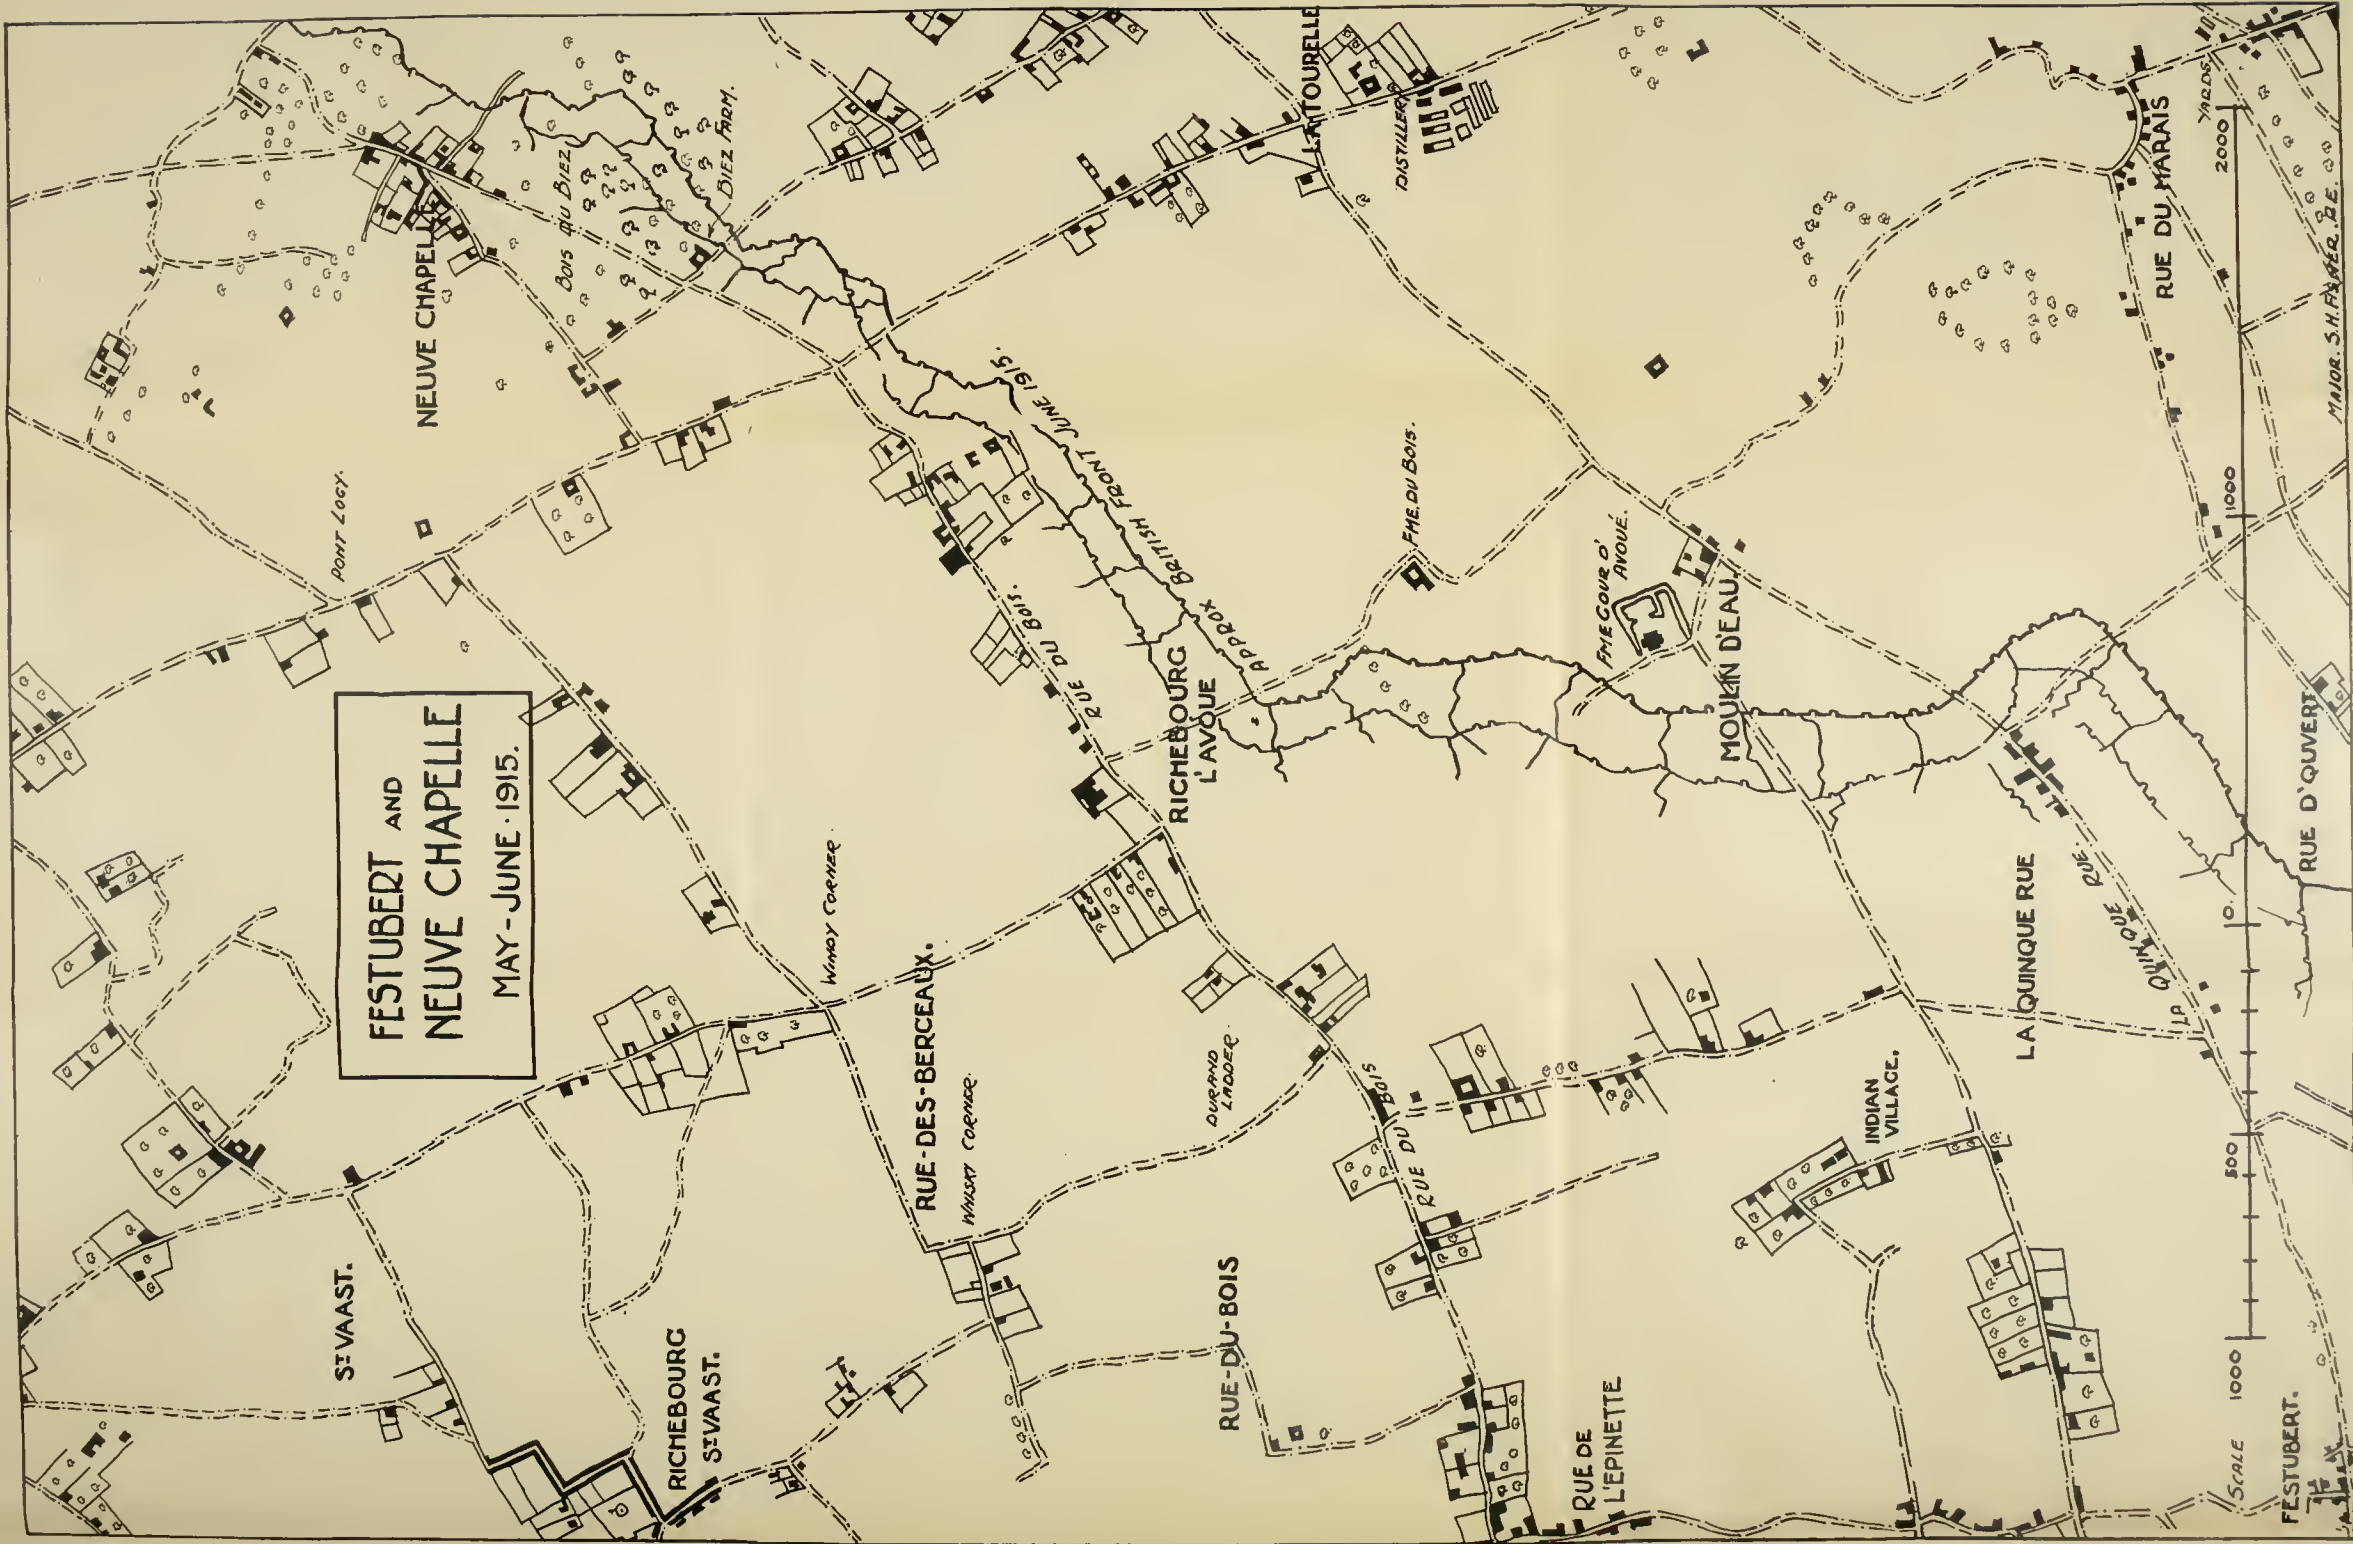 FESTUBERT AND
NEUVE CHAPELLE
MAY-JUNE·1915.
NEUVE CHAPELLE
BOIS du BIEZ
BIEZ FARM.
LA TOURELLE
DISTILLERY
PONT LOGY.
APPROX BRITISH FRONT JUNE 1915.
RUE DU BOIS.
FME. DU BOIS.
FME COUR D'
AVOUÉ.
MOULIN D'EAU.
RUE DU MARAIS
RICHEBOURG
L'AVOUE
WINDY CORNER.
RUE-DES-BERCEAUX.
WHISKY CORNER.
DURAND
LADDER.
RUE DU BOIS
INDIAN
VILLAGE.
LA QUINQUE RUE
LA QUINQUE RUE.
RUE D'OUVERT
ST VAAST.
RICHEBOURG
ST VAAST.
RUE-DU-BOIS
RUE DE
L'EPINETTE
FESTUBERT.
SCALE 1000 500 0 1000 2000 YARDS
MAJOR. S.H. FISHER. R.E.